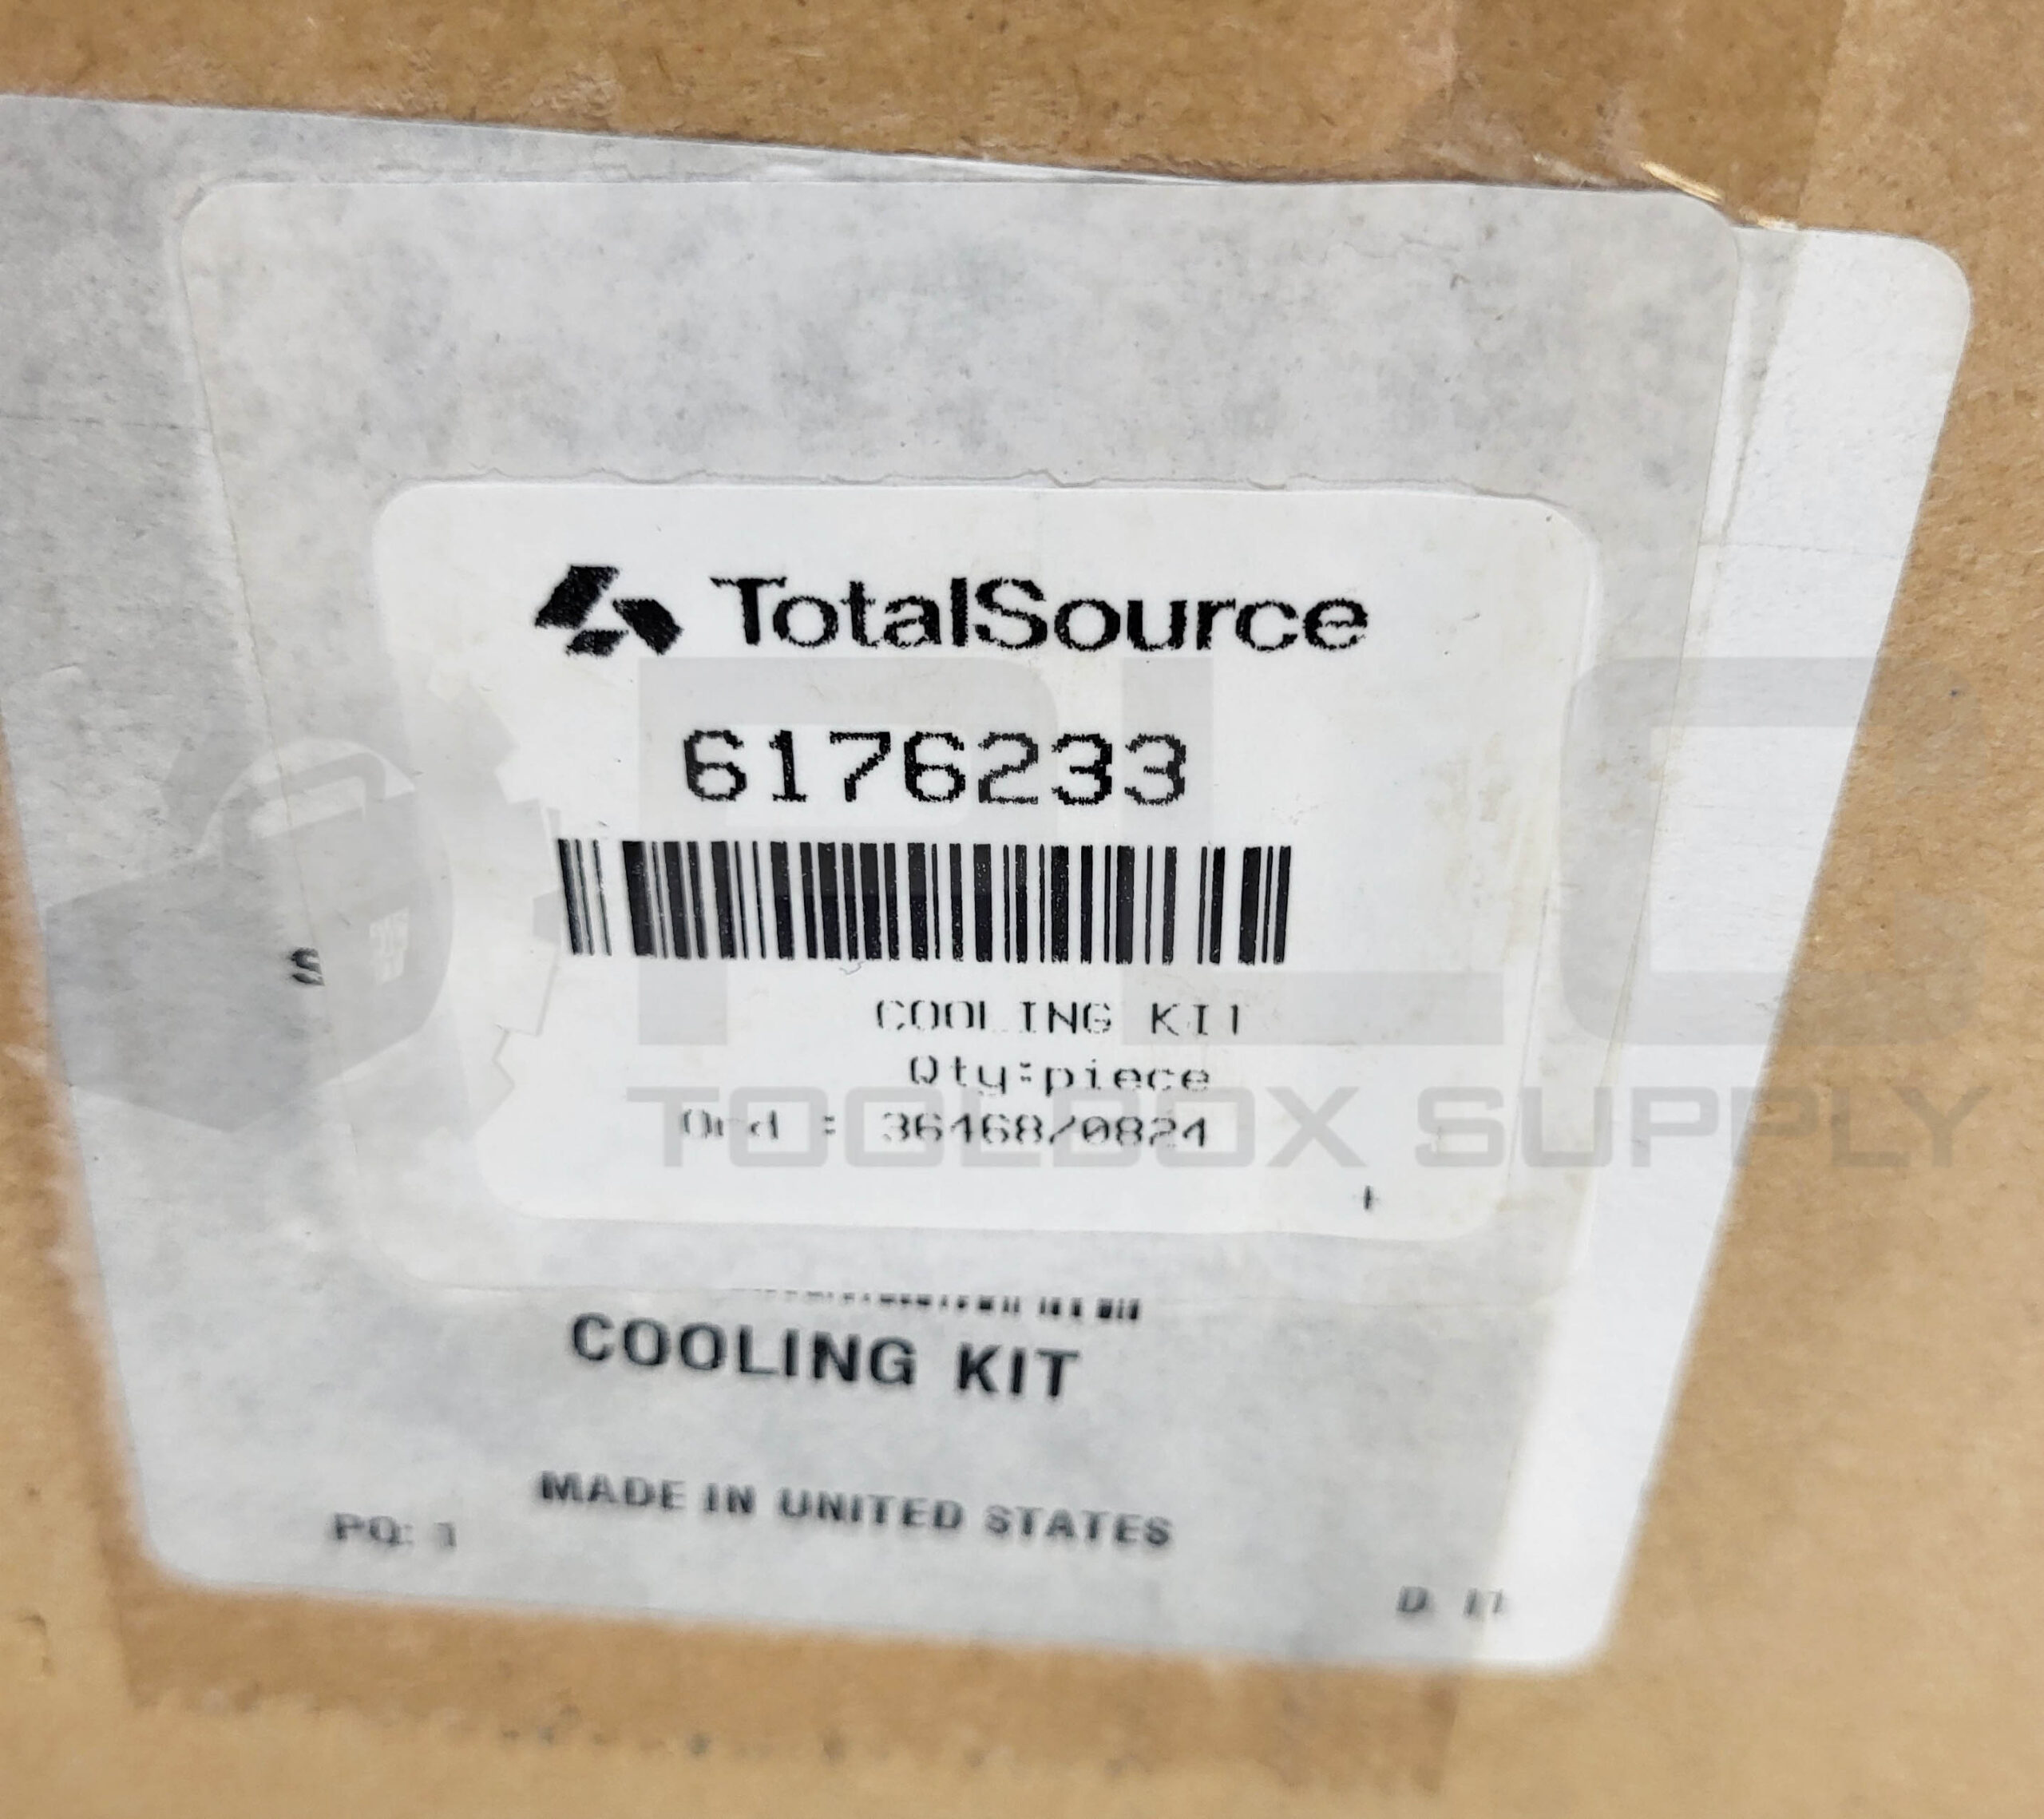 TotalSource
6176233
S
COOLING KIT
Qty:piece
Ord : 36468/0824
PLC
TOOLBOX SUPPLY
COOLING KIT
MADE IN UNITED STATES
PQ: 1